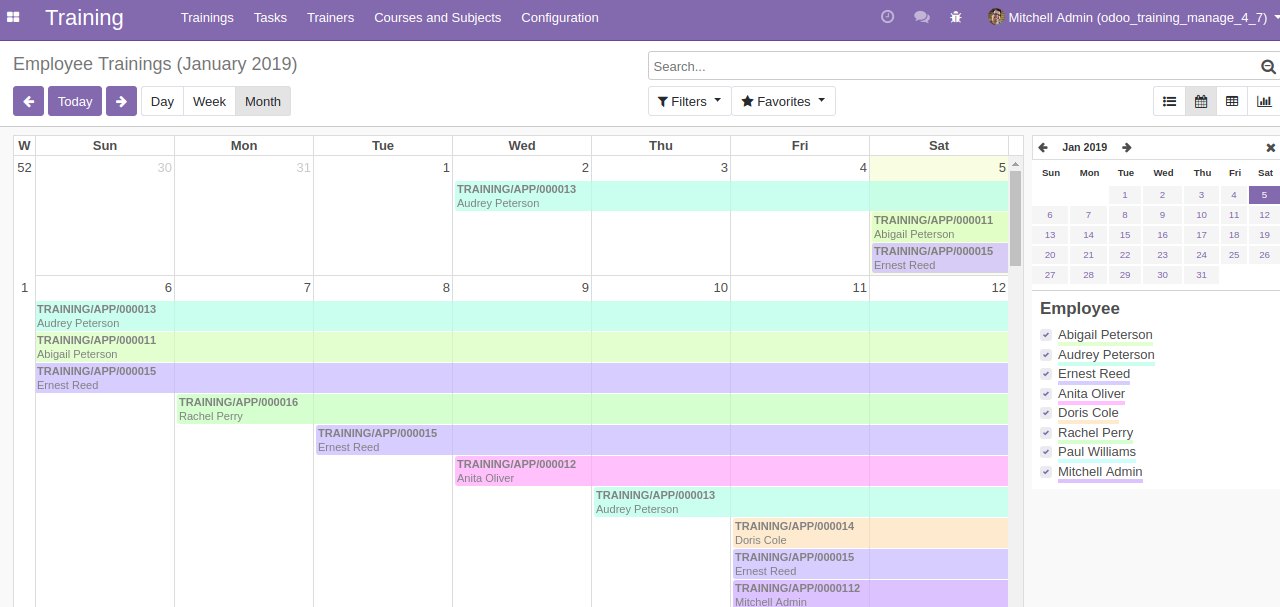 Training Trainings Tasks Trainers Courses and Subjects Configuration Mitchell Admin (odoo_training_manage_4_7)
Employee Trainings (January 2019)
Search...
Today Day Week Month
Filters Favorites
W Sun Mon Tue Wed Thu Fri Sat
52 30 31 1 2 3 4 5
TRAINING/APP/000013
Audrey Peterson
TRAINING/APP/000011
Abigail Peterson
TRAINING/APP/000015
Ernest Reed
1 6 7 8 9 10 11 12
TRAINING/APP/000013
Audrey Peterson
TRAINING/APP/000011
Abigail Peterson
TRAINING/APP/000015
Ernest Reed
TRAINING/APP/000016
Rachel Perry
TRAINING/APP/000015
Ernest Reed
TRAINING/APP/000012
Anita Oliver
TRAINING/APP/000013
Audrey Peterson
TRAINING/APP/000014
Doris Cole
TRAINING/APP/000015
Ernest Reed
TRAINING/APP/0000112
Mitchell Admin
Jan 2019
Sun Mon Tue Wed Thu Fri Sat
1 2 3 4 5
6 7 8 9 10 11 12
13 14 15 16 17 18 19
20 21 22 23 24 25 26
27 28 29 30 31
Employee
Abigail Peterson
Audrey Peterson
Ernest Reed
Anita Oliver
Doris Cole
Rachel Perry
Paul Williams
Mitchell Admin